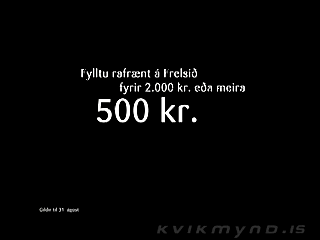 Fylltu rafrænt á Frelsið
fyrir 2.000 kr. eða meira
500 kr.
Gildir til 31. ágúst
KVIKMYND.IS